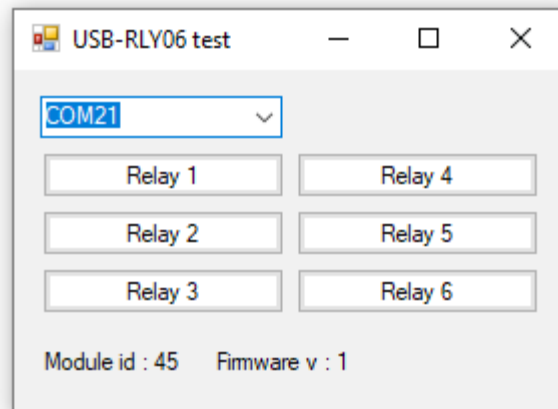 USB-RLY06 test
COM21
Relay 1 Relay 4
Relay 2 Relay 5
Relay 3 Relay 6
Module id : 45 Firmware v : 1